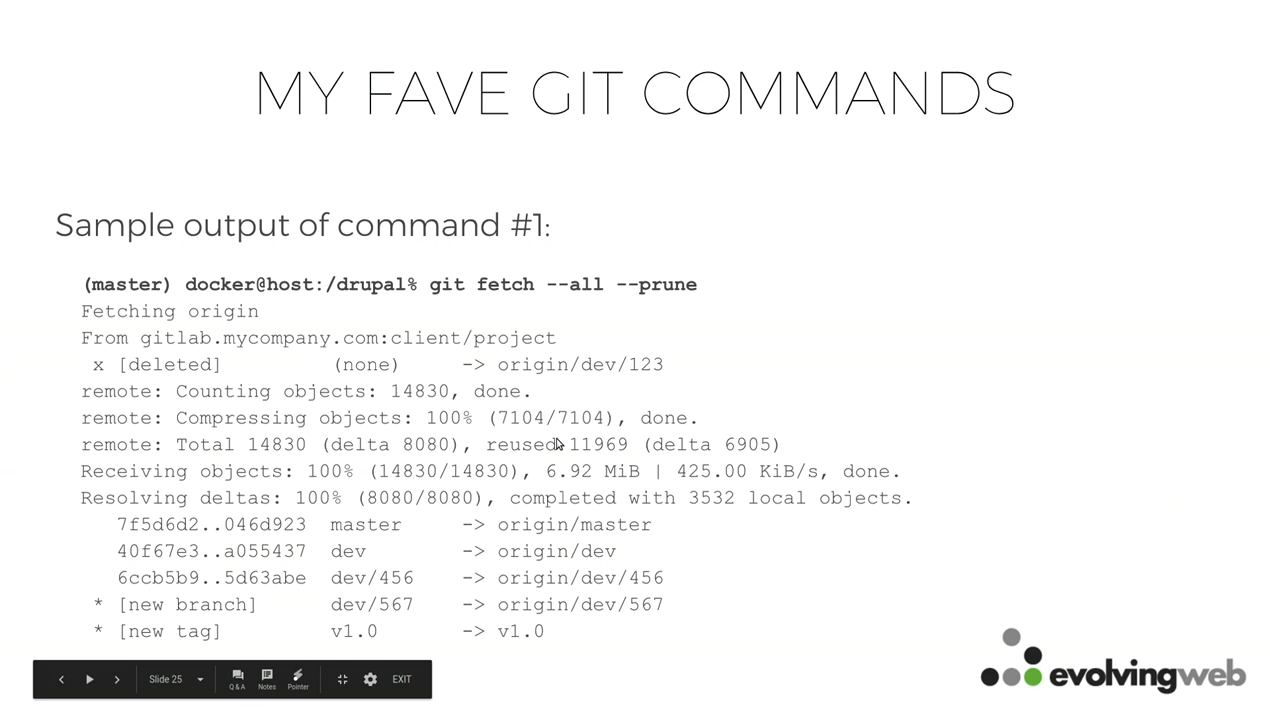 MY FAVE GIT COMMANDS
Sample output of command #1:
(master) docker@host:/drupal% git fetch --all --prune
Fetching origin
From gitlab.mycompany.com:client/project
x [deleted] (none) -> origin/dev/123
remote: Counting objects: 14830, done.
remote: Compressing objects: 100% (7104/7104), done.
remote: Total 14830 (delta 8080), reused 11969 (delta 6905)
Receiving objects: 100% (14830/14830), 6.92 MiB | 425.00 KiB/s, done.
Resolving deltas: 100% (8080/8080), completed with 3532 local objects.
7f5d6d2..046d923 master -> origin/master
40f67e3..a055437 dev -> origin/dev
6ccb5b9..5d63abe dev/456 -> origin/dev/456
* [new branch] dev/567 -> origin/dev/567
* [new tag] v1.0 -> v1.0
Slide 25 Q & A Notes Pointer EXIT
evolvingweb